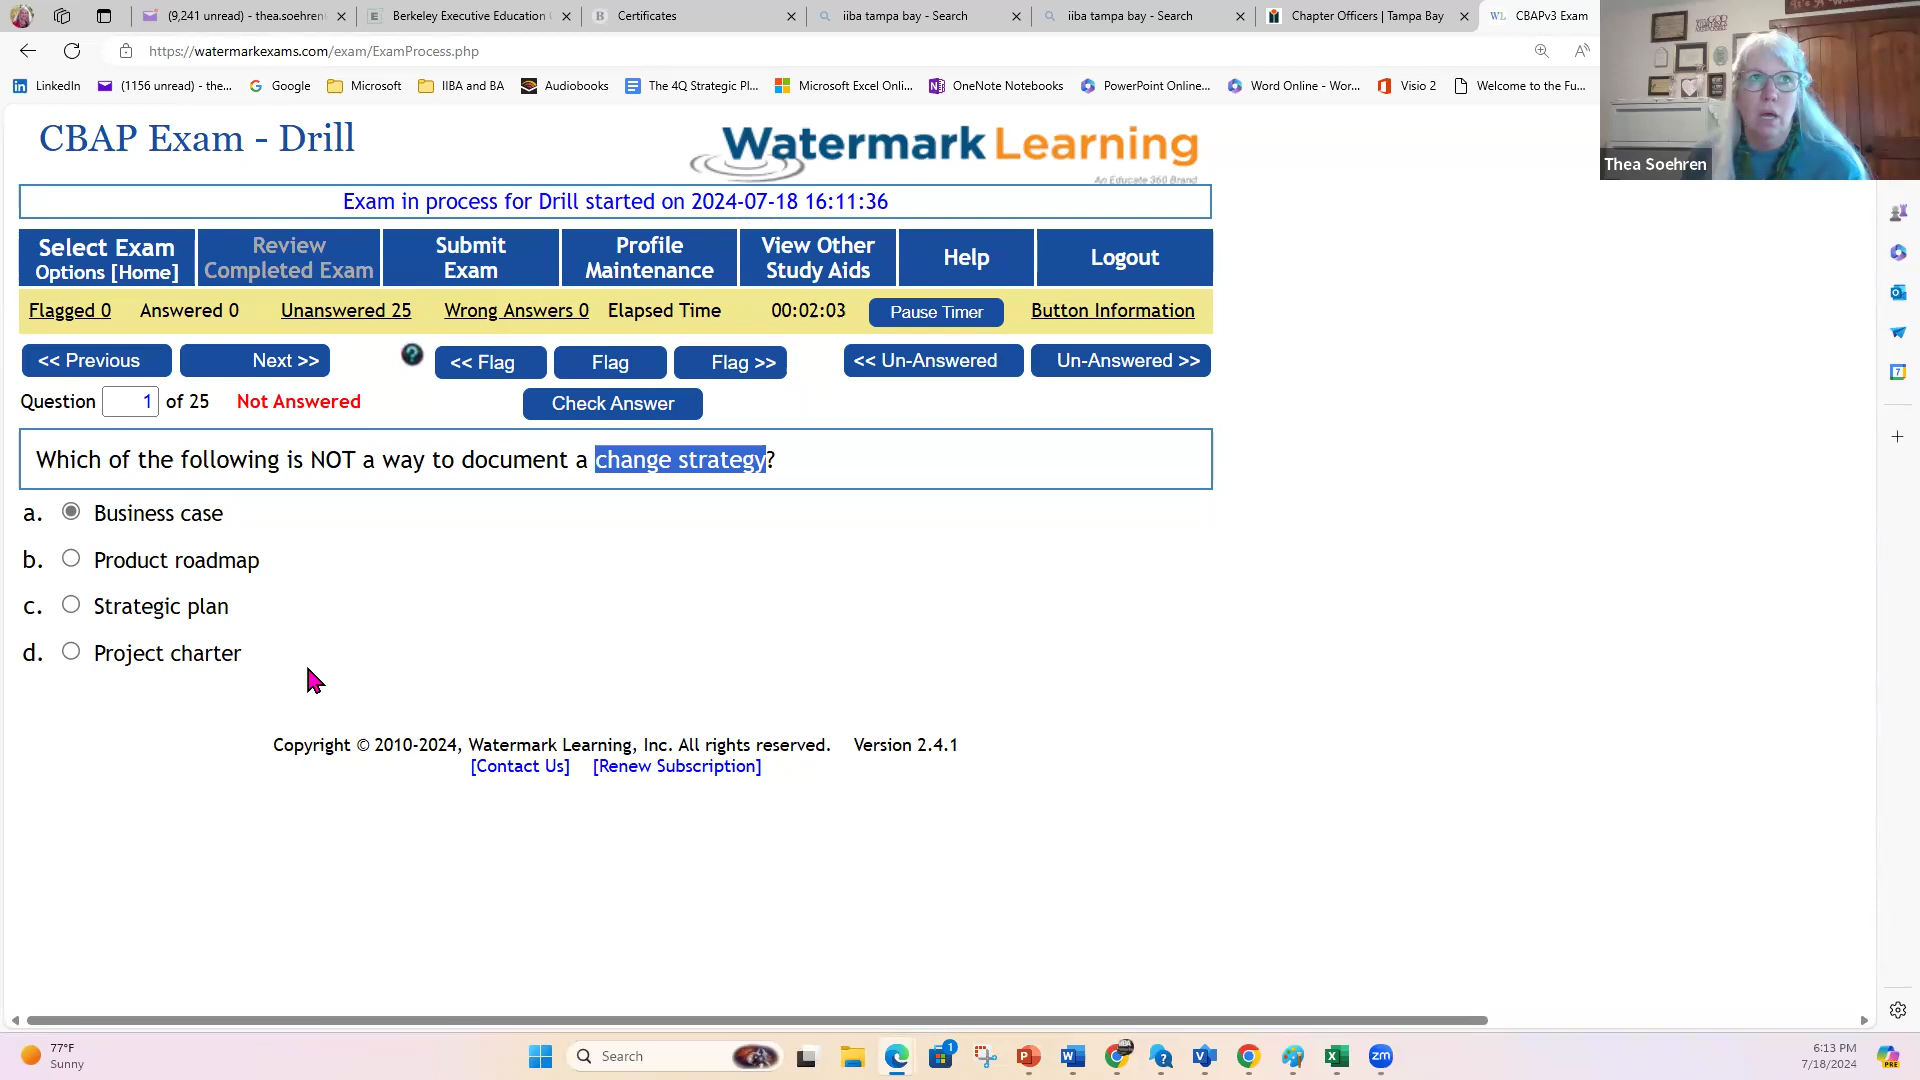 (9,241 unread) - thea.soehren
Berkeley Executive Education
Certificates
iiba tampa bay - Search
iiba tampa bay - Search
Chapter Officers | Tampa Bay
CBAPv3 Exam
https://watermarkexams.com/exam/ExamProcess.php
LinkedIn
(1156 unread) - the...
Google
Microsoft
IIBA and BA
Audiobooks
The 4Q Strategic Pl...
Microsoft Excel Onli...
OneNote Notebooks
PowerPoint Online...
Word Online - Wor...
Visio 2
Welcome to the Fu...
Thea Soehren
CBAP Exam - Drill
Watermark Learning
An Educate 360 Brand
Exam in process for Drill started on 2024-07-18 16:11:36
Select Exam
Options [Home]
Review
Completed Exam
Submit
Exam
Profile
Maintenance
View Other
Study Aids
Help
Logout
Flagged 0 Answered 0 Unanswered 25 Wrong Answers 0 Elapsed Time 00:02:03 Pause Timer Button Information
<< Previous Next >> ? << Flag Flag Flag >> << Un-Answered Un-Answered >>
Question 1 of 25 Not Answered Check Answer
Which of the following is NOT a way to document a change strategy?
a. Business case
b. Product roadmap
c. Strategic plan
d. Project charter
Copyright © 2010-2024, Watermark Learning, Inc. All rights reserved. Version 2.4.1
[Contact Us] [Renew Subscription]
77°F
Sunny
Search
6:13 PM
7/18/2024